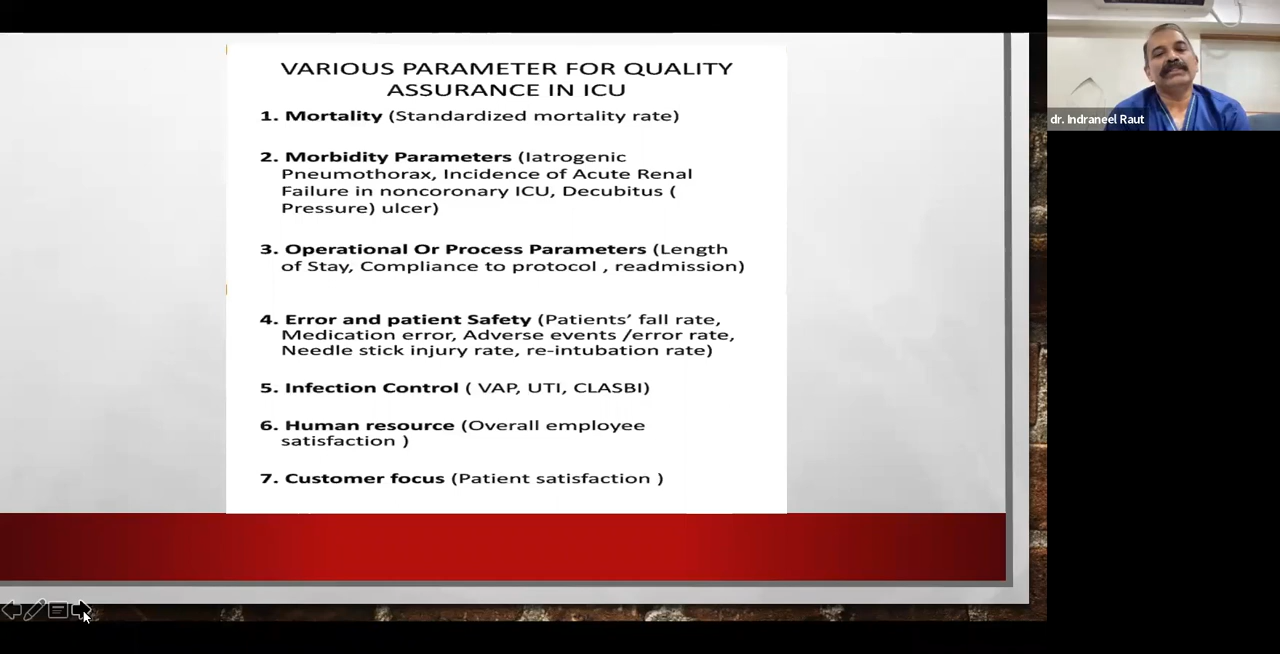 VARIOUS PARAMETER FOR QUALITY
ASSURANCE IN ICU
1. Mortality (Standardized mortality rate)
2. Morbidity Parameters (Iatrogenic
Pneumothorax, Incidence of Acute Renal
Failure in noncoronary ICU, Decubitus (
Pressure) ulcer)
3. Operational Or Process Parameters (Length
of Stay, Compliance to protocol , readmission)
4. Error and patient Safety (Patients’ fall rate,
Medication error, Adverse events /error rate,
Needle stick injury rate, re-intubation rate)
5. Infection Control ( VAP, UTI, CLASBI)
6. Human resource (Overall employee
satisfaction )
7. Customer focus (Patient satisfaction )
dr. Indraneel Raut